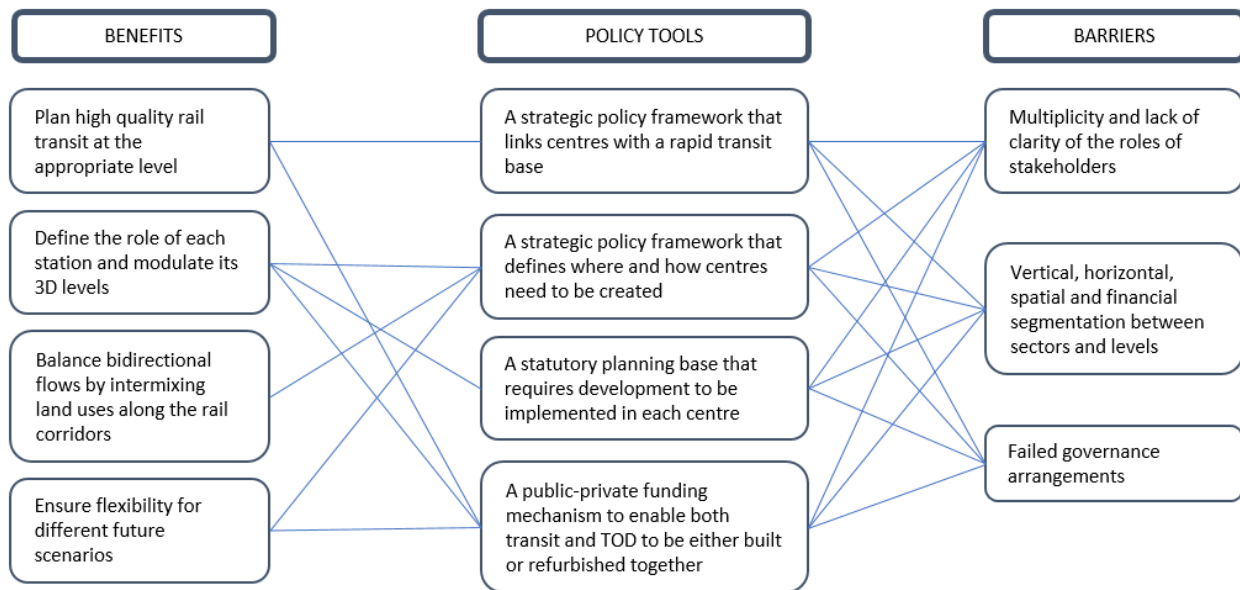 BENEFITS
POLICY TOOLS
BARRIERS
Plan high quality rail
transit at the
appropriate level
Define the role of each
station and modulate its
3D levels
Balance bidirectional
flows by intermixing
land uses along the rail
corridors
Ensure flexibility for
different future
scenarios
A strategic policy framework that
links centres with a rapid transit
base
A strategic policy framework that
defines where and how centres
need to be created
A statutory planning base that
requires development to be
implemented in each centre
A public-private funding
mechanism to enable both
transit and TOD to be either built
or refurbished together
Multiplicity and lack of
clarity of the roles of
stakeholders
Vertical, horizontal,
spatial and financial
segmentation between
sectors and levels
Failed governance
arrangements